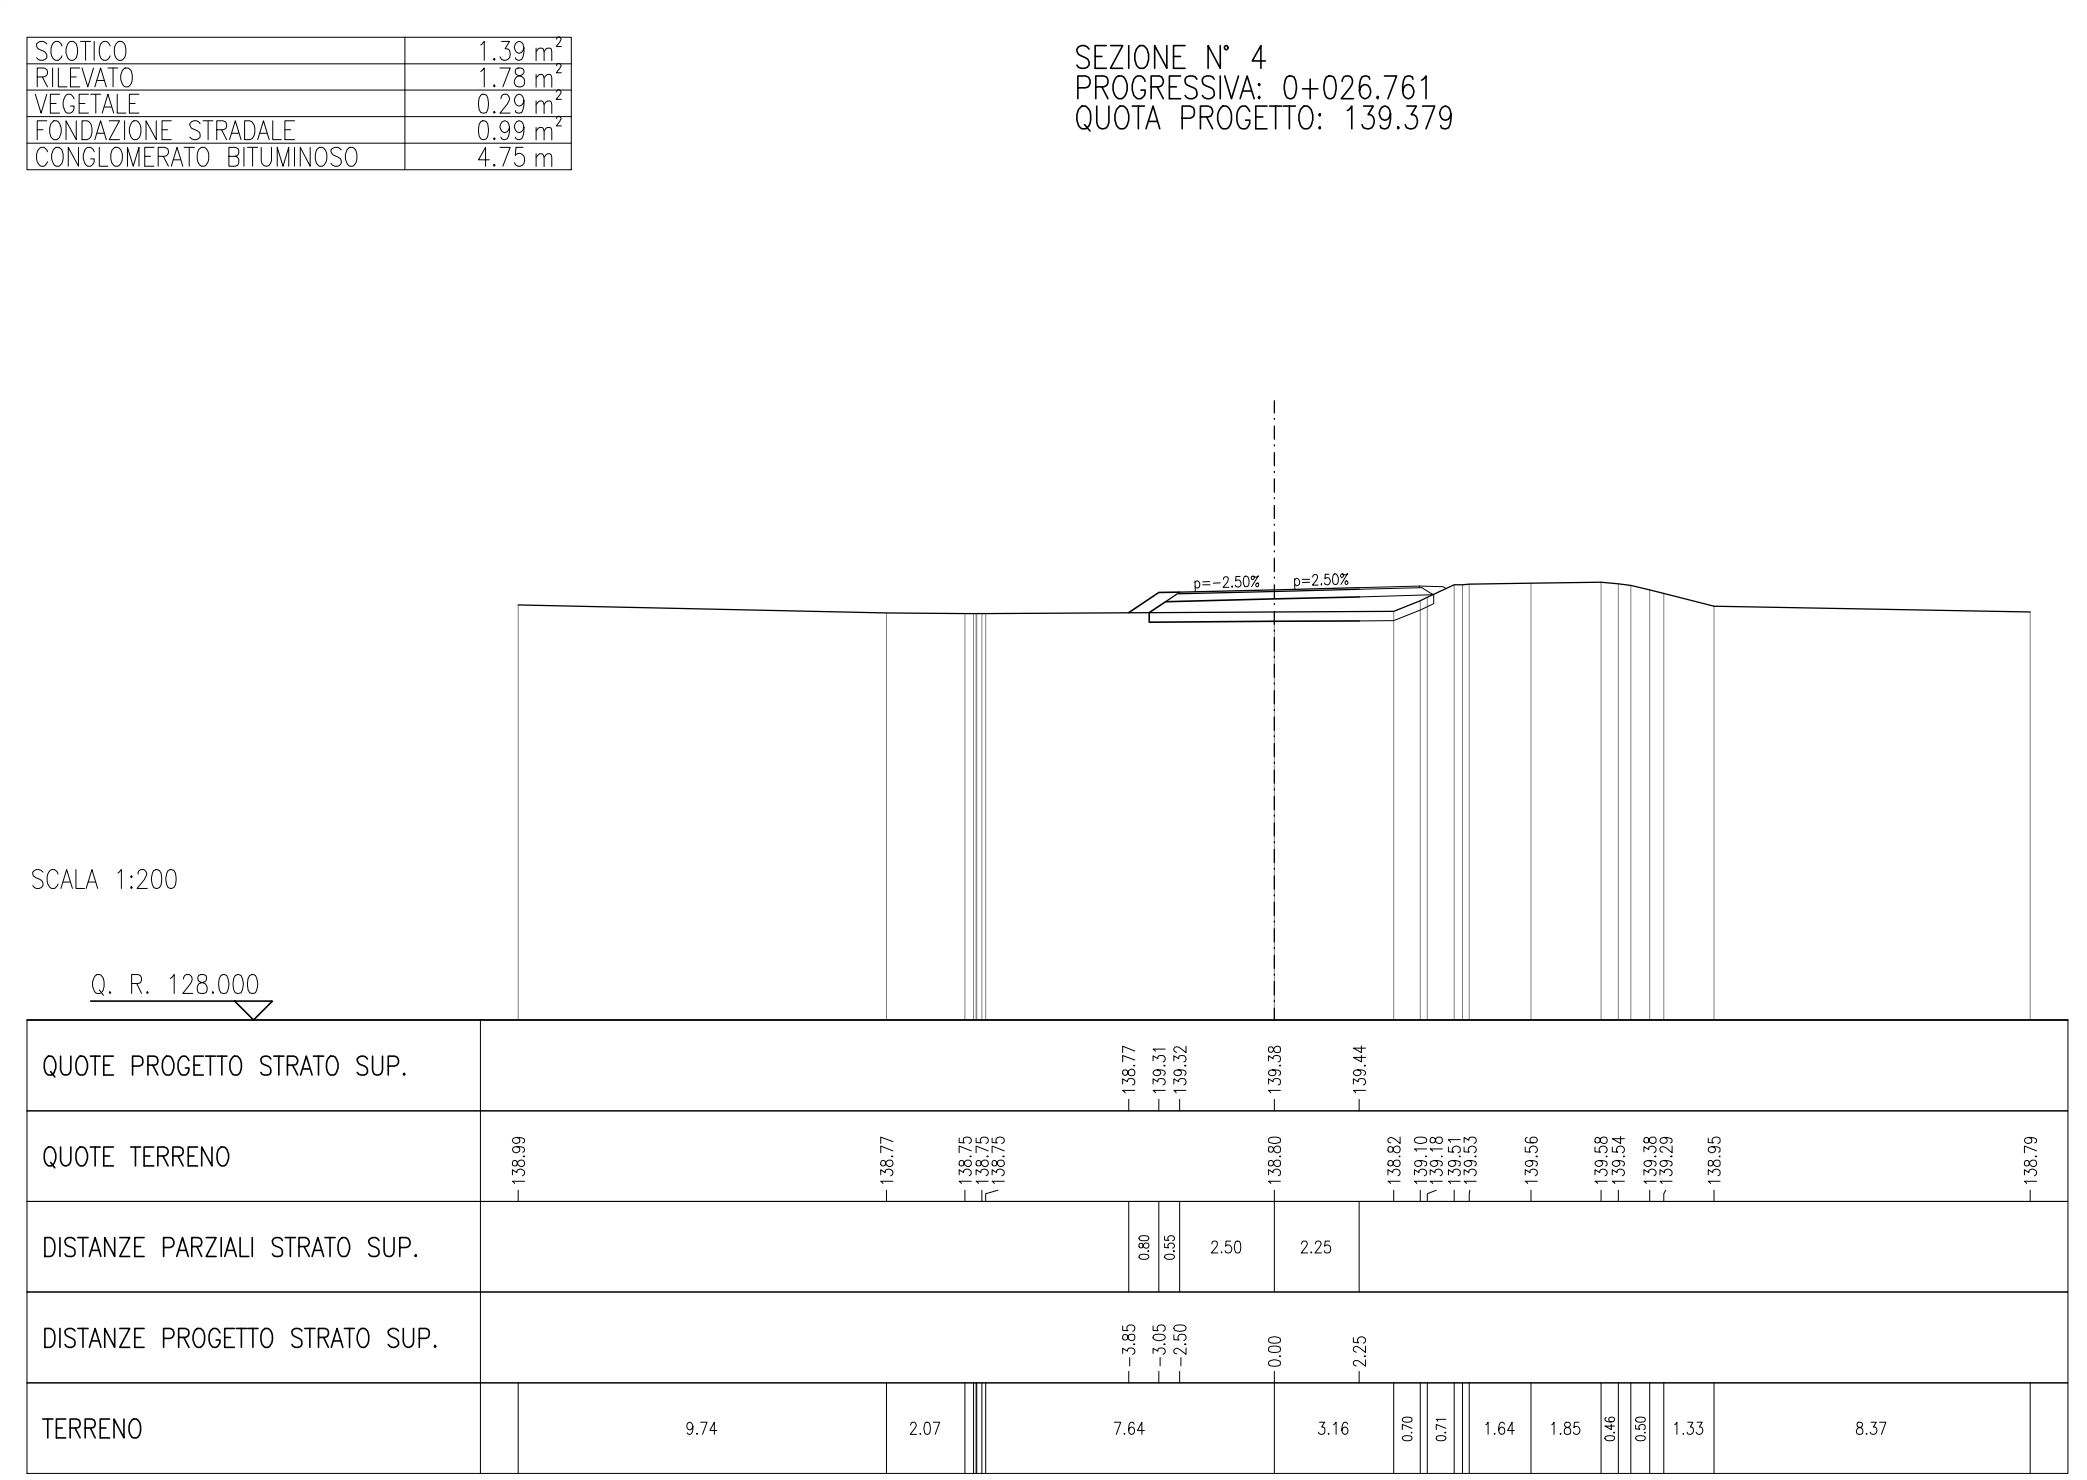 SCOTICO 1.39 m²
RILEVATO 1.78 m²
VEGETALE 0.29 m²
FONDAZIONE STRADALE 0.99 m²
CONGLOMERATO BITUMINOSO 4.75 m
SEZIONE N° 4
PROGRESSIVA: 0+026.761
QUOTA PROGETTO: 139.379
p=-2.50% p=2.50%
SCALA 1:200
Q. R. 128.000
QUOTE PROGETTO STRATO SUP. 138.77 139.31 139.32 139.38 139.44
QUOTE TERRENO 138.99 138.77 138.75 138.75 138.75 138.80 138.82 139.10 139.18 139.51 139.53 139.56 139.58 139.54 139.38 139.29 138.95 138.79
DISTANZE PARZIALI STRATO SUP. 0.80 0.55 2.50 2.25
DISTANZE PROGETTO STRATO SUP. -3.85 -3.05 -2.50 0.00 2.25
TERRENO 9.74 2.07 7.64 3.16 0.70 0.71 1.64 1.85 0.46 0.50 1.33 8.37